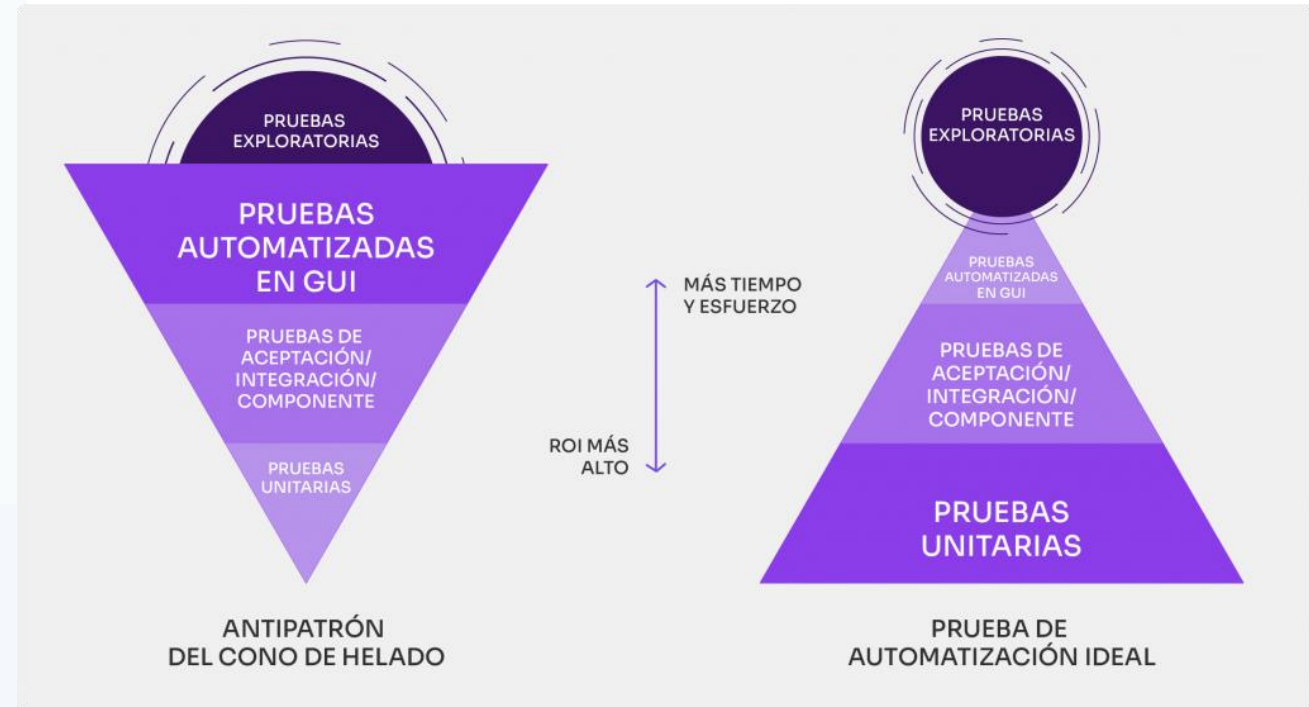 PRUEBAS
EXPLORATORIAS
PRUEBAS
AUTOMATIZADAS
EN GUI
PRUEBAS DE
ACEPTACIÓN/
INTEGRACIÓN/
COMPONENTE
PRUEBAS
UNITARIAS
ANTIPATRÓN
DEL CONO DE HELADO
MÁS TIEMPO
Y ESFUERZO
ROI MÁS
ALTO
PRUEBAS
EXPLORATORIAS
PRUEBAS
AUTOMATIZADAS
EN GUI
PRUEBAS DE
ACEPTACIÓN/
INTEGRACIÓN/
COMPONENTE
PRUEBAS
UNITARIAS
PRUEBA DE
AUTOMATIZACIÓN IDEAL